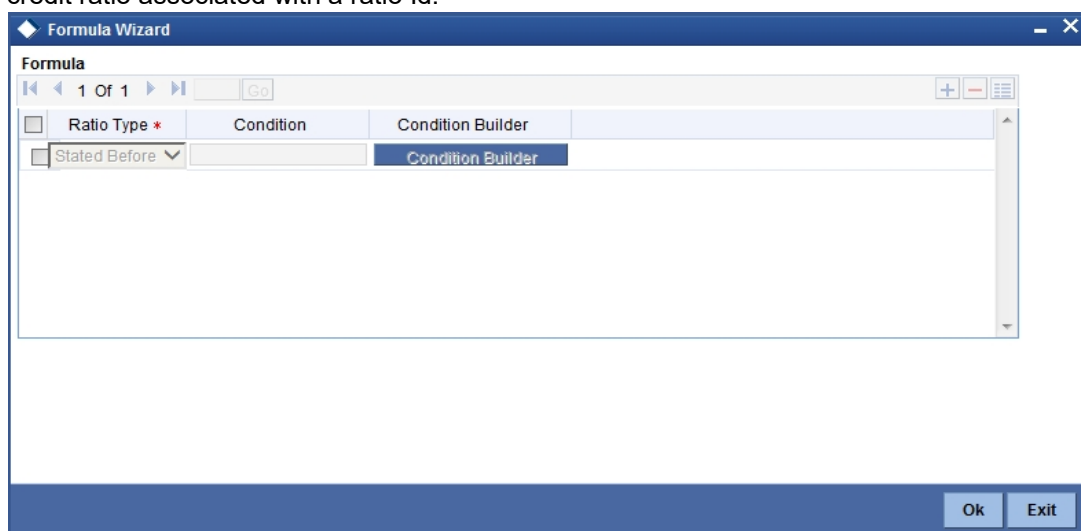 credit ratio associated with a ratio id.
Formula Wizard
Formula
1 Of 1 Go
Ratio Type * Condition Condition Builder
Stated Before Condition Builder
Ok Exit